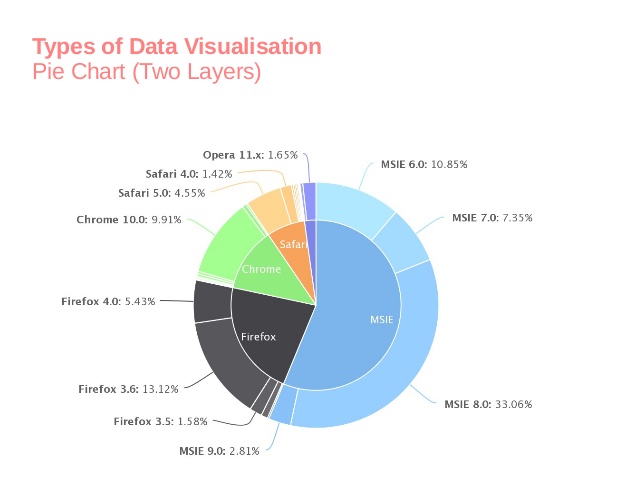 Types of Data Visualisation
Pie Chart (Two Layers)
Opera 11.x: 1.65%
MSIE 6.0: 10.85%
Safari 4.0: 1.42%
Safari 5.0: 4.55%
MSIE 7.0: 7.35%
Chrome 10.0: 9.91%
Safari
Chrome
Firefox 4.0: 5.43%
MSIE
Firefox
Firefox 3.6: 13.12%
MSIE 8.0: 33.06%
Firefox 3.5: 1.58%
MSIE 9.0: 2.81%